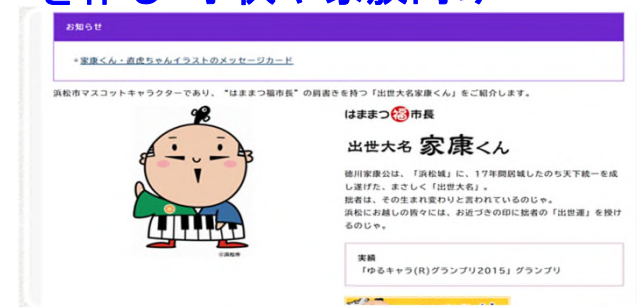 お知らせ
家康くん・直虎ちゃんイラストのメッセージカード
浜松市マスコットキャラクターであり、“はままつ福市長”の肩書きを持つ「出世大名家康くん」をご紹介します。
はままつ福市長
出世大名 家康くん
徳川家康公は、「浜松城」に、17年間居城したのち天下統一を成
し遂げた、まさしく「出世大名」。
拙者は、その生まれ変わりと言われているのじゃ。
浜松にお越しの皆々には、お近づきの印に拙者の「出世運」を授け
るのじゃ。
©浜松市
実績
「ゆるキャラ(R)グランプリ2015」グランプリ